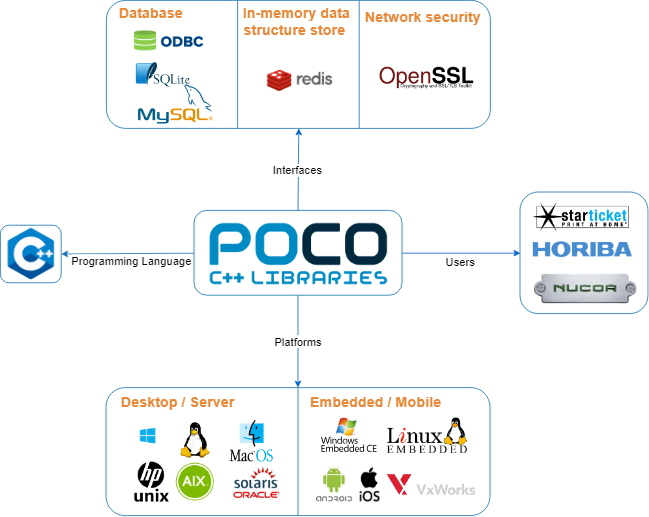 Database
In-memory data
structure store
Network security
ODBC
SQLite
MySQL
redis
OpenSSL
Cryptography and SSL/TLS Toolkit
Interfaces
C++
Programming Language
POCO
C++ LIBRARIES
Users
starticket
PRINT AT HOME
HORIBA
NUCOR
Platforms
Desktop / Server
Embedded / Mobile
Mac OS
hp
unix
AIX
solaris
ORACLE
Windows
Embedded CE
Linux
EMBEDDED
ANDROID
iOS
VxWorks